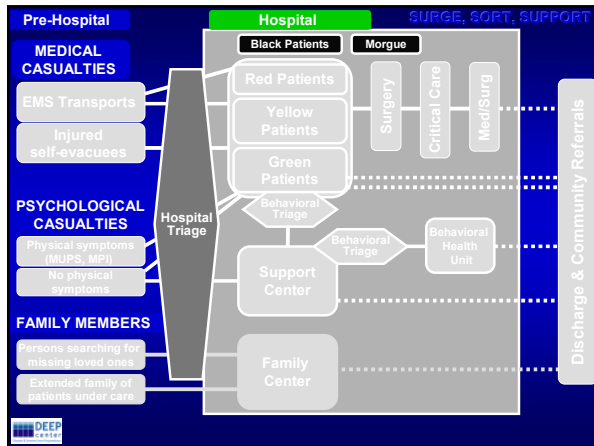 Pre-Hospital
Hospital
SURGE, SORT, SUPPORT
MEDICAL
CASUALTIES
EMS Transports
Injured
self-evacuees
PSYCHOLOGICAL
CASUALTIES
Physical symptoms
(MUPS, MPI)
No physical
symptoms
FAMILY MEMBERS
Persons searching for
missing loved ones
Extended family of
patients under care
Hospital
Triage
Black Patients
Morgue
Red Patients
Yellow
Patients
Green
Patients
Surgery
Critical Care
Med/Surg
Behavioral
Triage
Behavioral
Triage
Behavioral
Health
Unit
Support
Center
Family
Center
Discharge & Community Referrals
DEEP
center